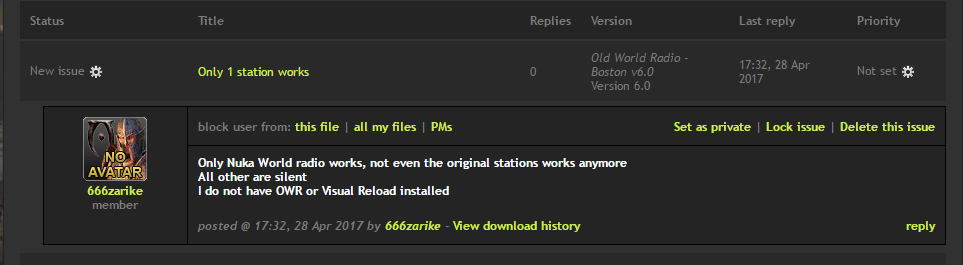 Status Title Replies Version Last reply Priority
New issue Only 1 station works 0 Old World Radio - Boston v6.0 Version 6.0 17:32, 28 Apr 2017 Not set
block user from: this file | all my files | PMs Set as private | Lock issue | Delete this issue
NO
AVATAR
666zarike
member
Only Nuka World radio works, not even the original stations works anymore
All other are silent
I do not have OWR or Visual Reload installed
posted @ 17:32, 28 Apr 2017 by 666zarike - View download history reply